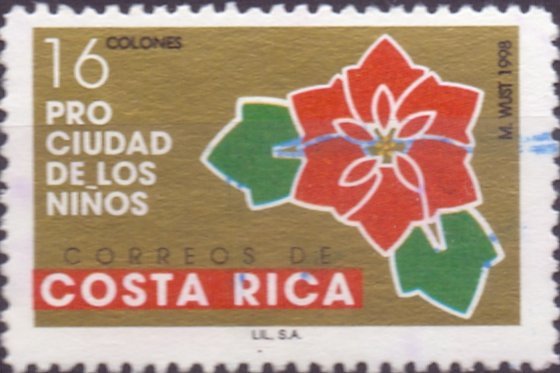 16 COLONES
PRO
CIUDAD
DE LOS
NIÑOS
CORREOS DE
COSTA RICA
LIL, S.A.
M. WUST 1998